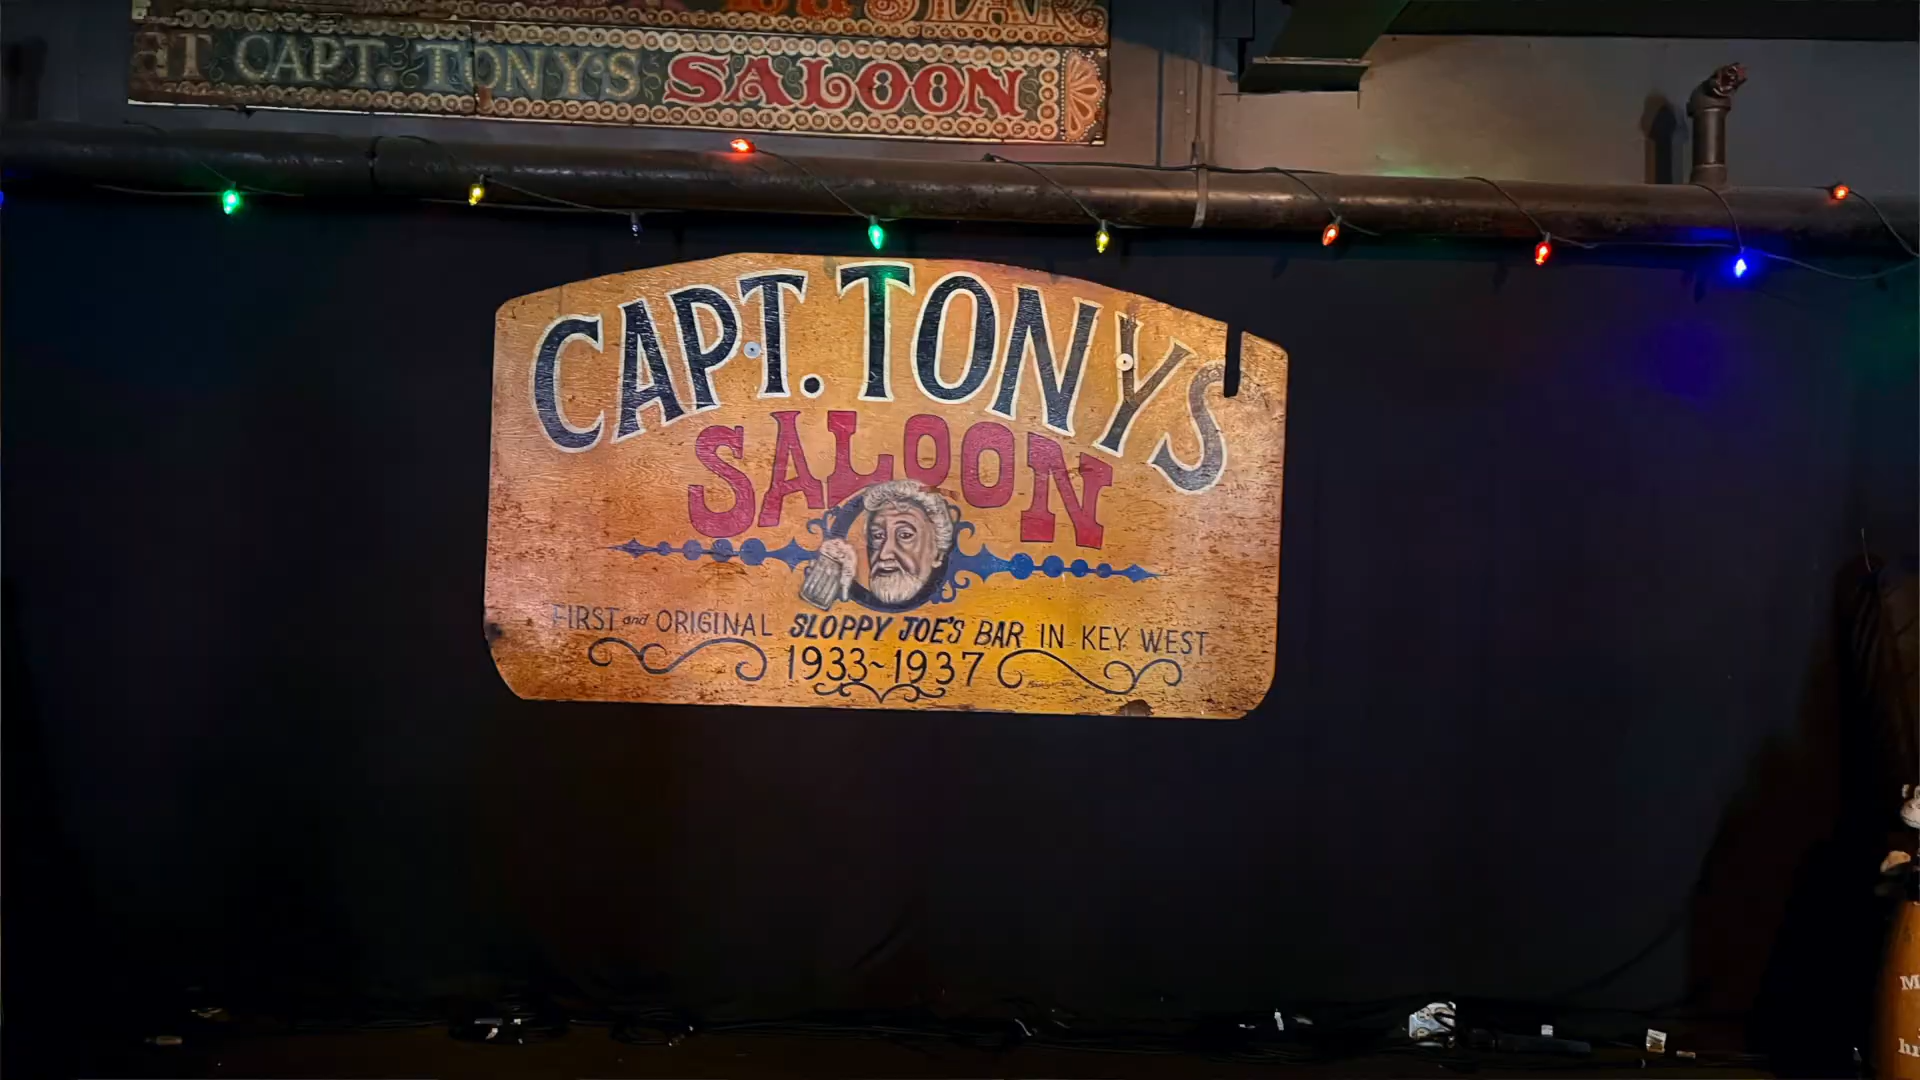 CAPT. TONY'S SALOON
CAPT. TONYS
SALOON
FIRST and ORIGINAL SLOPPY JOE'S BAR IN KEY WEST
1933~1937